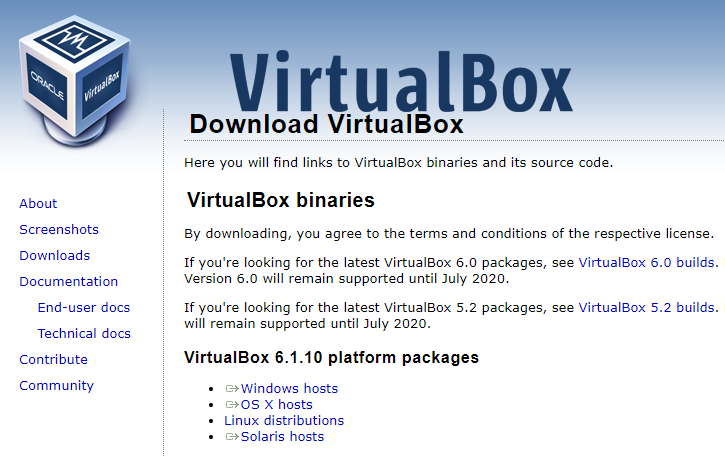 ORACLE
VirtualBox
VirtualBox
Download VirtualBox
Here you will find links to VirtualBox binaries and its source code.
About
Screenshots
Downloads
Documentation
End-user docs
Technical docs
Contribute
Community
VirtualBox binaries
By downloading, you agree to the terms and conditions of the respective license.
If you're looking for the latest VirtualBox 6.0 packages, see VirtualBox 6.0 builds.
Version 6.0 will remain supported until July 2020.
If you're looking for the latest VirtualBox 5.2 packages, see VirtualBox 5.2 builds.
will remain supported until July 2020.
VirtualBox 6.1.10 platform packages
Windows hosts
OS X hosts
Linux distributions
Solaris hosts